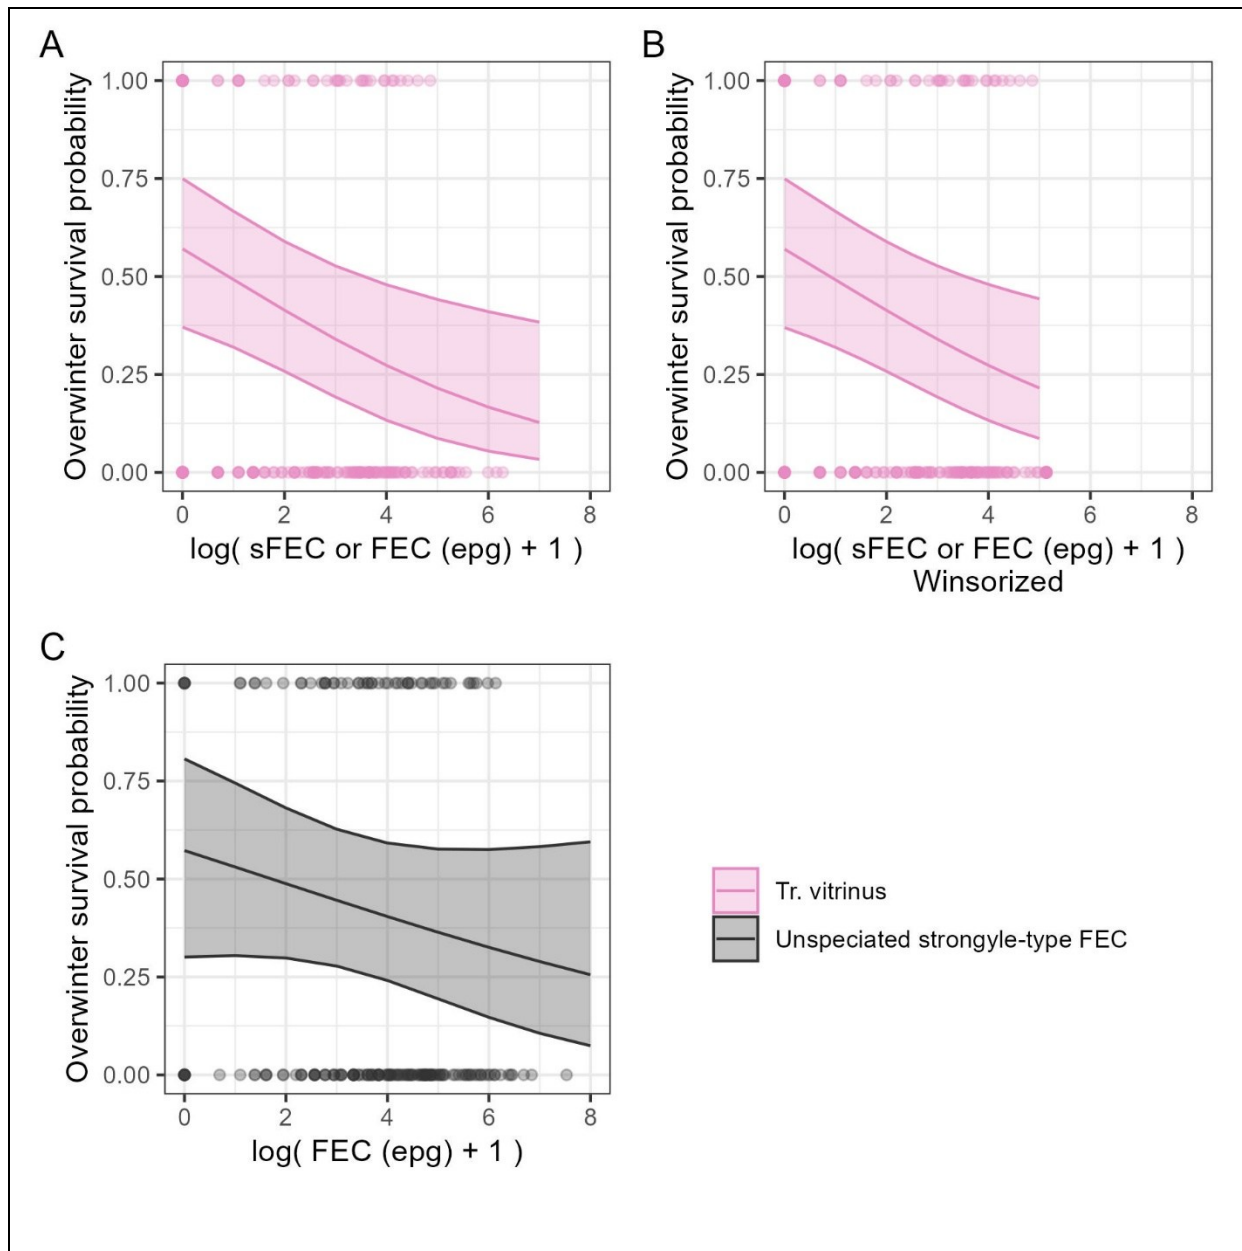 A
Overwinter survival probability
1.00
0.75
0.50
0.25
0.00
0 2 4 6 8
log( sFEC or FEC (epg) + 1 )
B
Overwinter survival probability
1.00
0.75
0.50
0.25
0.00
0 2 4 6 8
log( sFEC or FEC (epg) + 1 )
Winsorized
C
Overwinter survival probability
1.00
0.75
0.50
0.25
0.00
0 2 4 6 8
log( FEC (epg) + 1 )
Tr. vitrinus
Unspeciated strongyle-type FEC